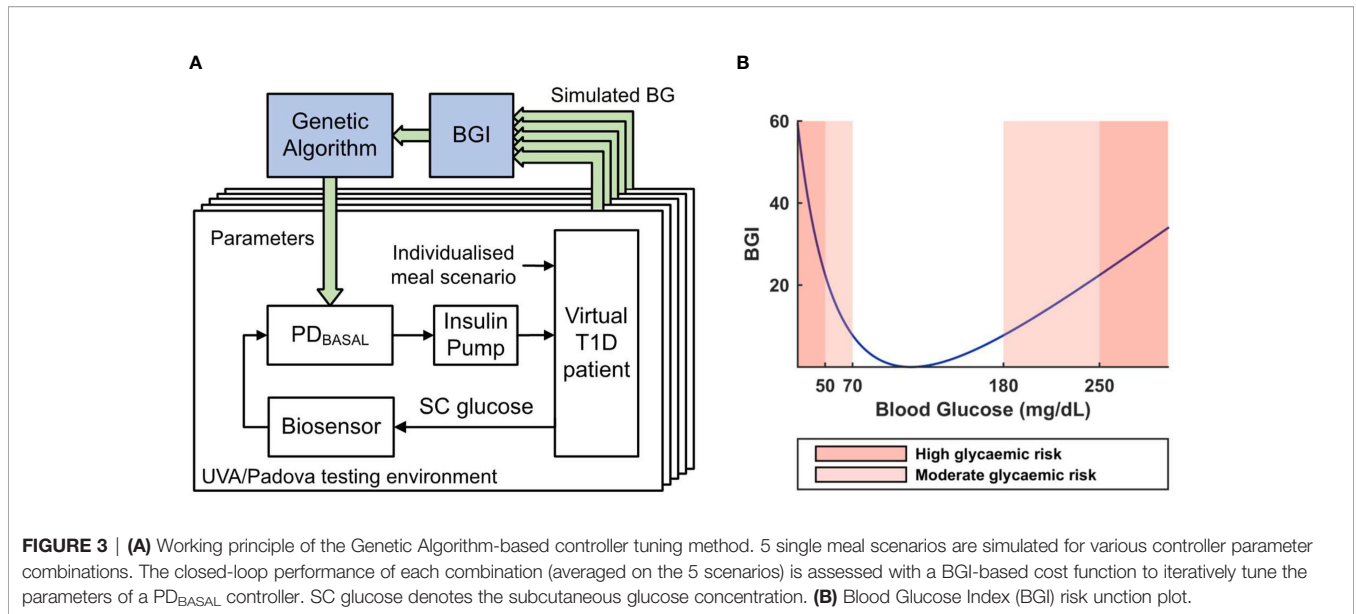 A
Simulated BG
Genetic
Algorithm
BGI
Parameters
Individualised
meal scenario
PDBASAL
Insulin
Pump
Virtual
T1D
patient
SC glucose
Biosensor
UVA/Padova testing environment
B
60
40
20
BGI
50 70 180 250
Blood Glucose (mg/dL)
High glycaemic risk
Moderate glycaemic risk
FIGURE 3 | (A) Working principle of the Genetic Algorithm-based controller tuning method. 5 single meal scenarios are simulated for various controller parameter
combinations. The closed-loop performance of each combination (averaged on the 5 scenarios) is assessed with a BGI-based cost function to iteratively tune the
parameters of a PDBASAL controller. SC glucose denotes the subcutaneous glucose concentration. (B) Blood Glucose Index (BGI) risk unction plot.